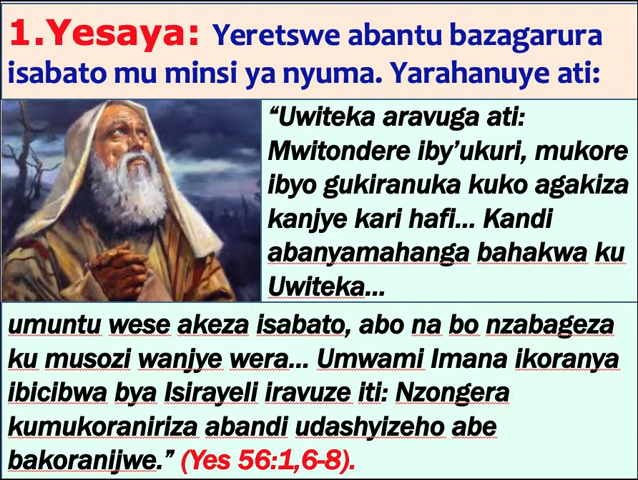 1.Yesaya: Yeretswe abantu bazagarura
isabato mu minsi ya nyuma. Yarahanuye ati:
“Uwiteka aravuga ati:
Mwitondere iby’ukuri, mukore
ibyo gukiranuka kuko agakiza
kanjye kari hafi... Kandi
abanyamahanga bahakwa ku
Uwiteka...
umuntu wese akeza isabato, abo na bo nzabageza
ku musozi wanjye wera... Umwami Imana ikoranya
ibicibwa bya Isirayeli iravuze iti: Nzongera
kumukoraniriza abandi udashyizeho abe
bakoranijwe.” (Yes 56:1,6-8).